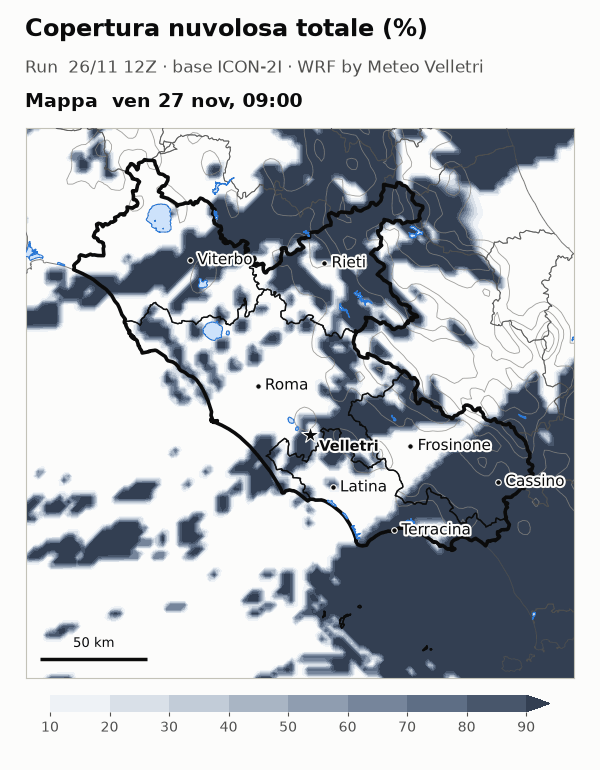 Copertura nuvolosa totale (%)
Run  26/11 12Z · base ICON-2I · WRF by Meteo Velletri
Mappa  ven 27 nov, 09:00
Viterbo
Rieti
Roma
Velletri
Frosinone
Cassino
Latina
Terracina
50 km
10 20 30 40 50 60 70 80 90